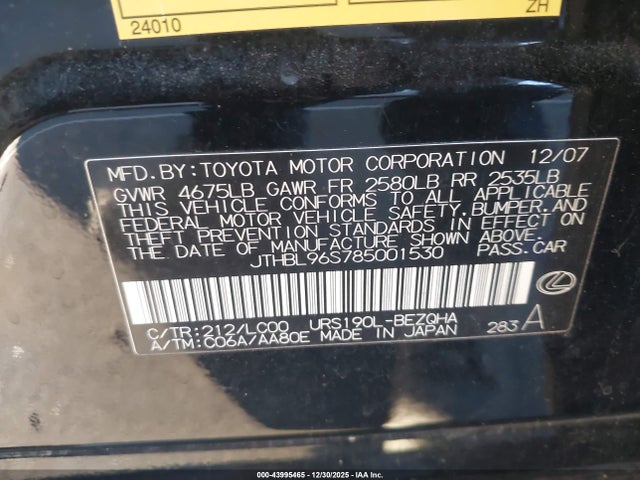 24010
ZH
MFD.BY:TOYOTA MOTOR CORPORATION 12/07
GVWR 4675LB GAWR FR 2580LB RR 2535LB
THIS VEHICLE CONFORMS TO ALL APPLICABLE
FEDERAL MOTOR VEHICLE SAFETY,BUMPER,AND
THEFT PREVENTION STANDARDS IN EFFECT ON
THE DATE OF MANUFACTURE SHOWN ABOVE.
JTHBL96S785001530 PASS.CAR
C/TR:212/LC00 URS190L-BEZQHA
A/TM:C06A/AA80E MADE IN JAPAN
283 A
000-43995465 - 12/30/2025 - IAA Inc.